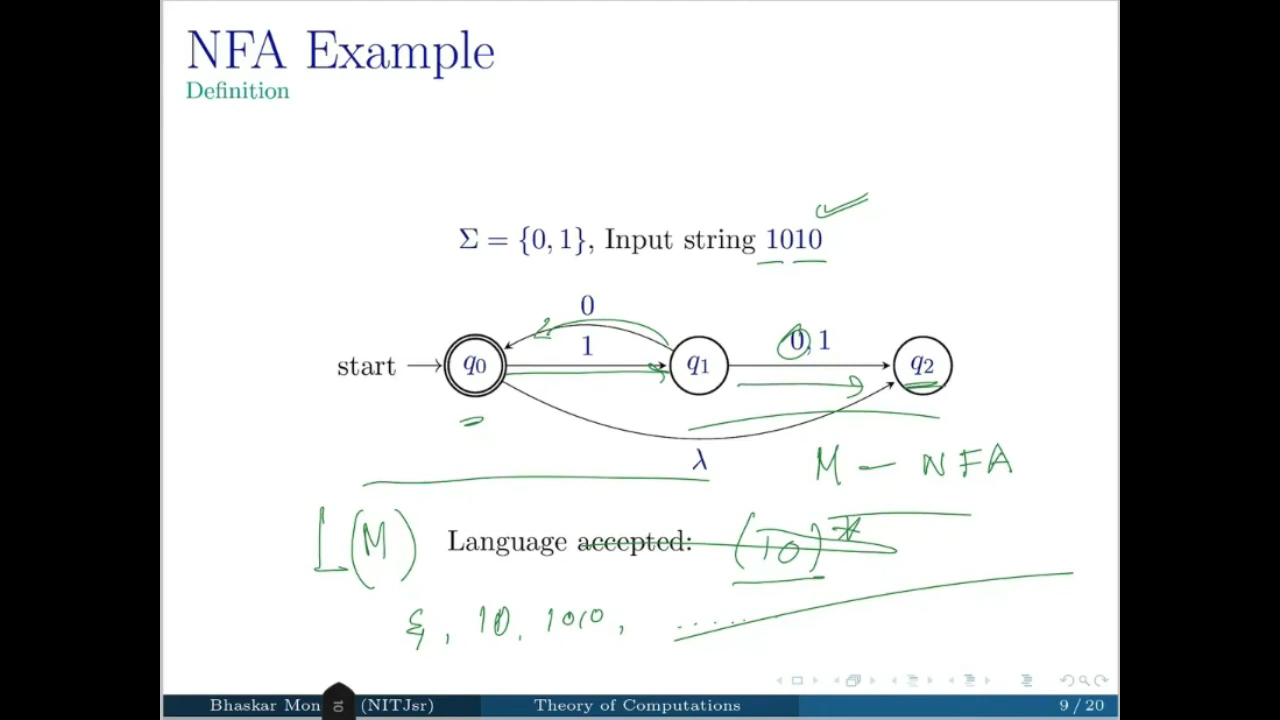 NFA Example
Definition
Σ = {0, 1}, Input string 1010
0
1
0, 1
start
q0
q1
q2
λ
M – NFA
L(M)
Language accepted:
(10)*
ε, 10, 1010, ......
Bhaskar Mon
10
(NITJsr)
Theory of Computations
9 / 20